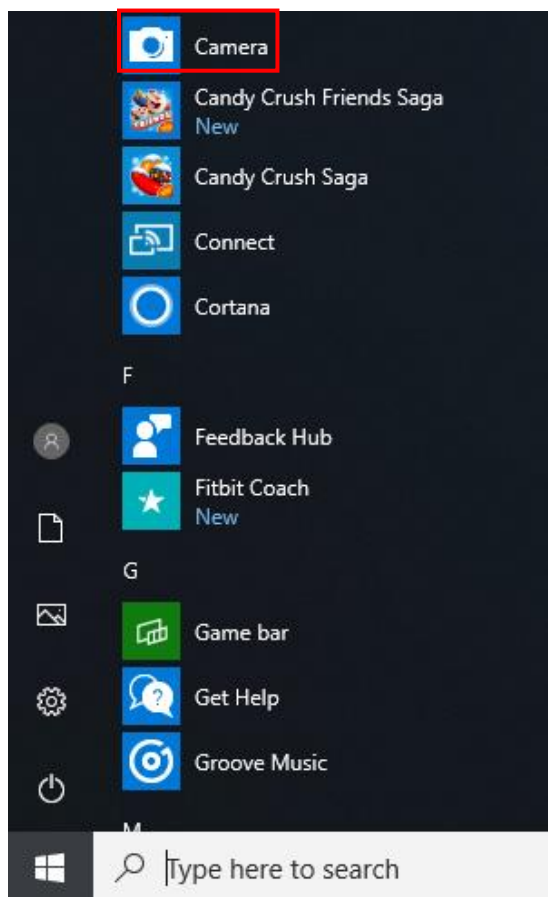 Camera
Candy Crush Friends Saga
New
Candy Crush Saga
Connect
Cortana
F
Feedback Hub
Fitbit Coach
New
G
Game bar
Get Help
Groove Music
M
Type here to search